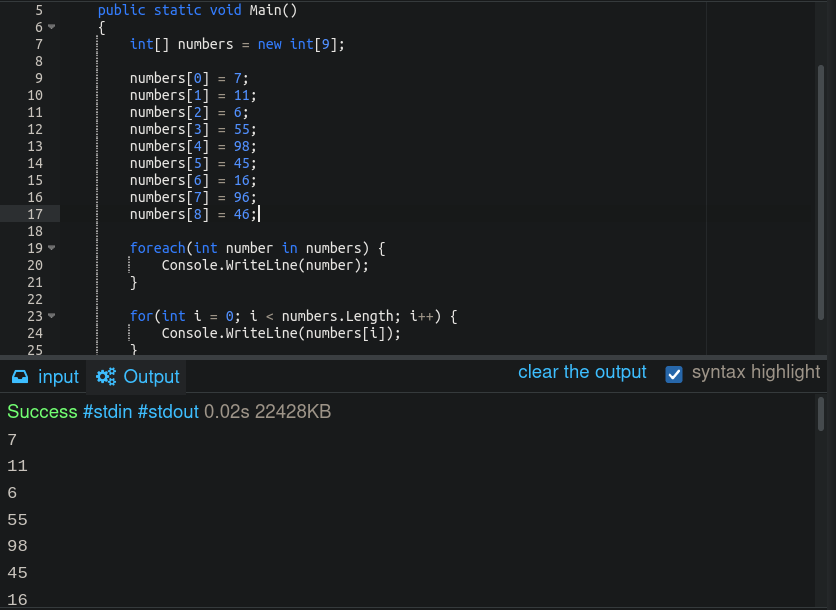 5 public static void Main()
6 {
7 int[] numbers = new int[9];
8
9 numbers[0] = 7;
10 numbers[1] = 11;
11 numbers[2] = 6;
12 numbers[3] = 55;
13 numbers[4] = 98;
14 numbers[5] = 45;
15 numbers[6] = 16;
16 numbers[7] = 96;
17 numbers[8] = 46;
18
19 foreach(int number in numbers) {
20 Console.WriteLine(number);
21 }
22
23 for(int i = 0; i < numbers.Length; i++) {
24 Console.WriteLine(numbers[i]);
25 }
input Output clear the output syntax highlight
Success #stdin #stdout 0.02s 22428KB
7
11
6
55
98
45
16